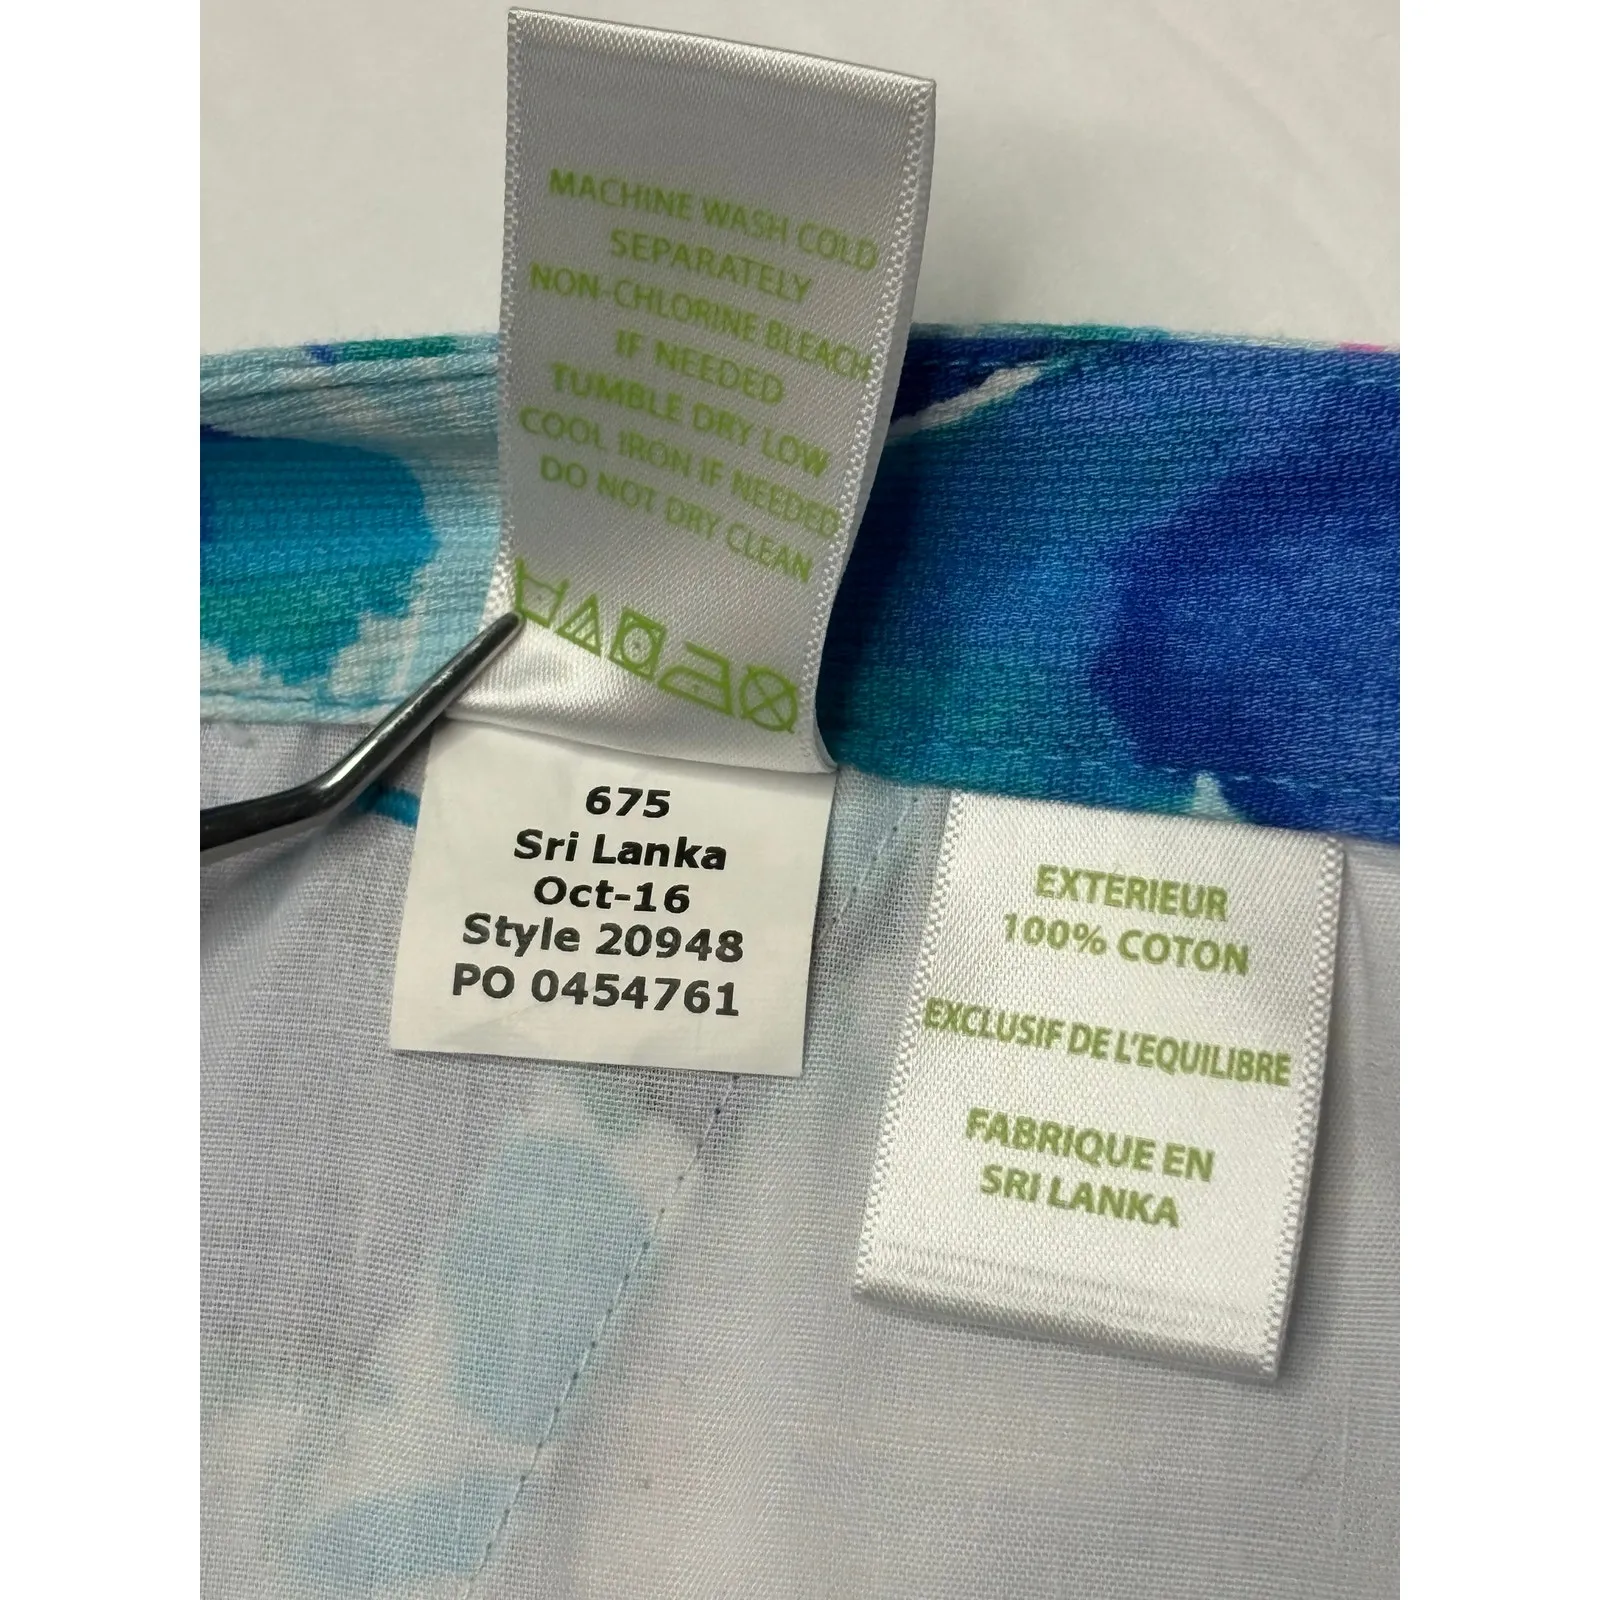 MACHINE WASH COLD
SEPARATELY
NON-CHLORINE BLEACH
IF NEEDED
TUMBLE DRY LOW
COOL IRON IF NEEDED
DO NOT DRY CLEAN
675
Sri Lanka
Oct-16
Style 20948
PO 0454761
EXTERIEUR
100% COTON
EXCLUSIF DE L'EQUILIBRE
FABRIQUE EN
SRI LANKA